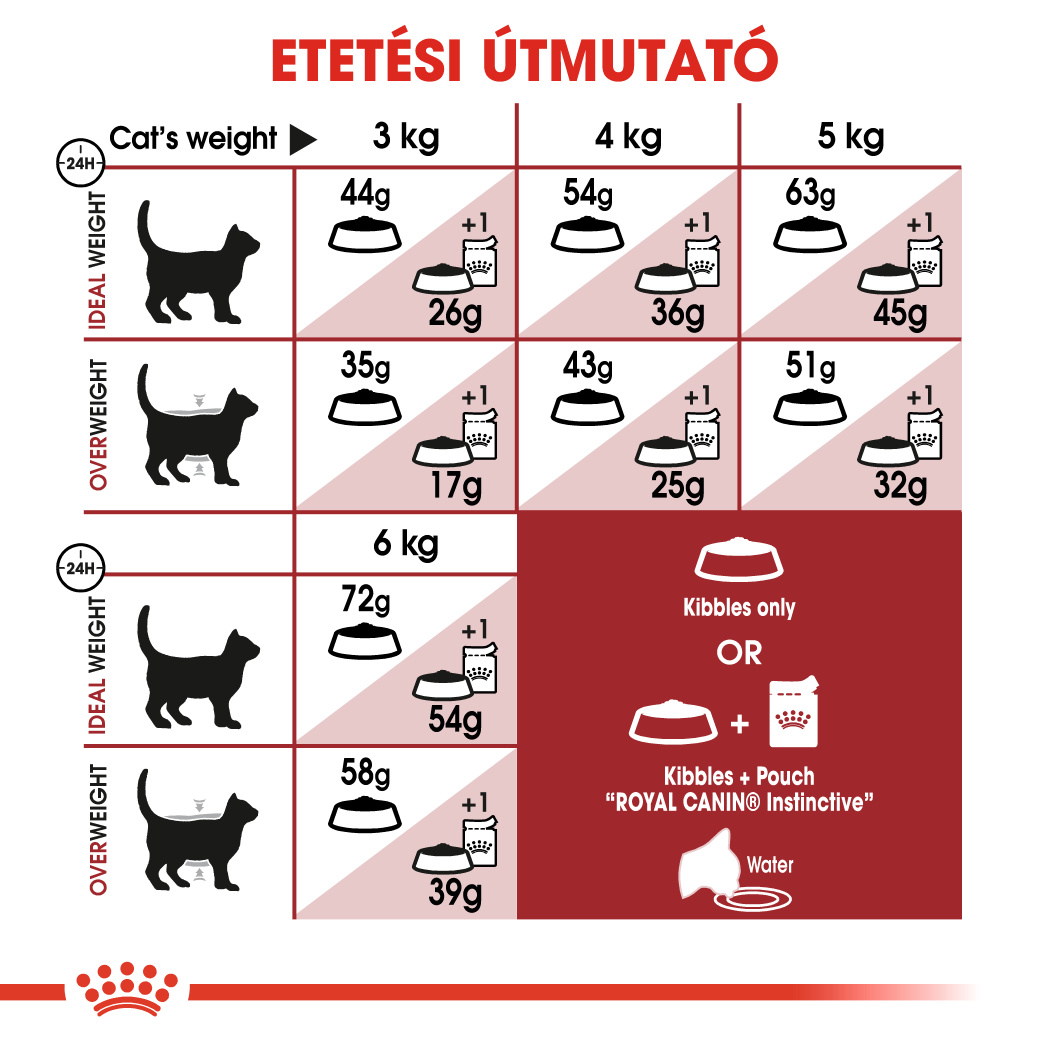 ETETÉSI ÚTMUTATÓ
24H
Cat's weight
3 kg
4 kg
5 kg
IDEAL WEIGHT
44g
+1
26g
54g
+1
36g
63g
+1
45g
OVERWEIGHT
35g
+1
17g
43g
+1
25g
51g
+1
32g
24H
6 kg
IDEAL WEIGHT
72g
+1
54g
OVERWEIGHT
58g
+1
39g
Kibbles only
OR
+
Kibbles + Pouch
“ROYAL CANIN® Instinctive”
Water